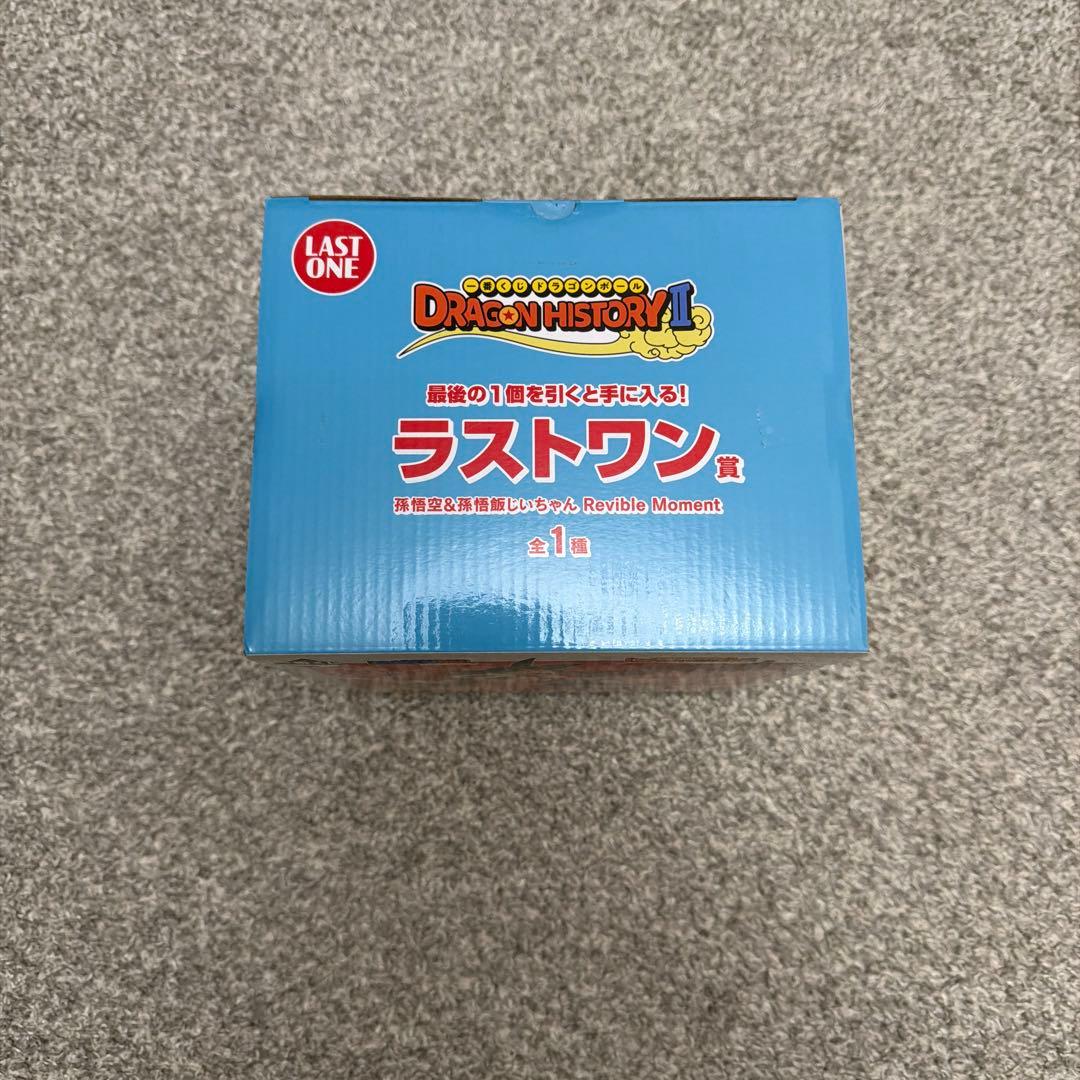 LAST
ONE
一番くじ ドラゴンボール
DRAGON HISTORY II
最後の1個を引くと手に入る!
ラストワン賞
孫悟空&孫悟飯じいちゃん Revible Moment
全1種